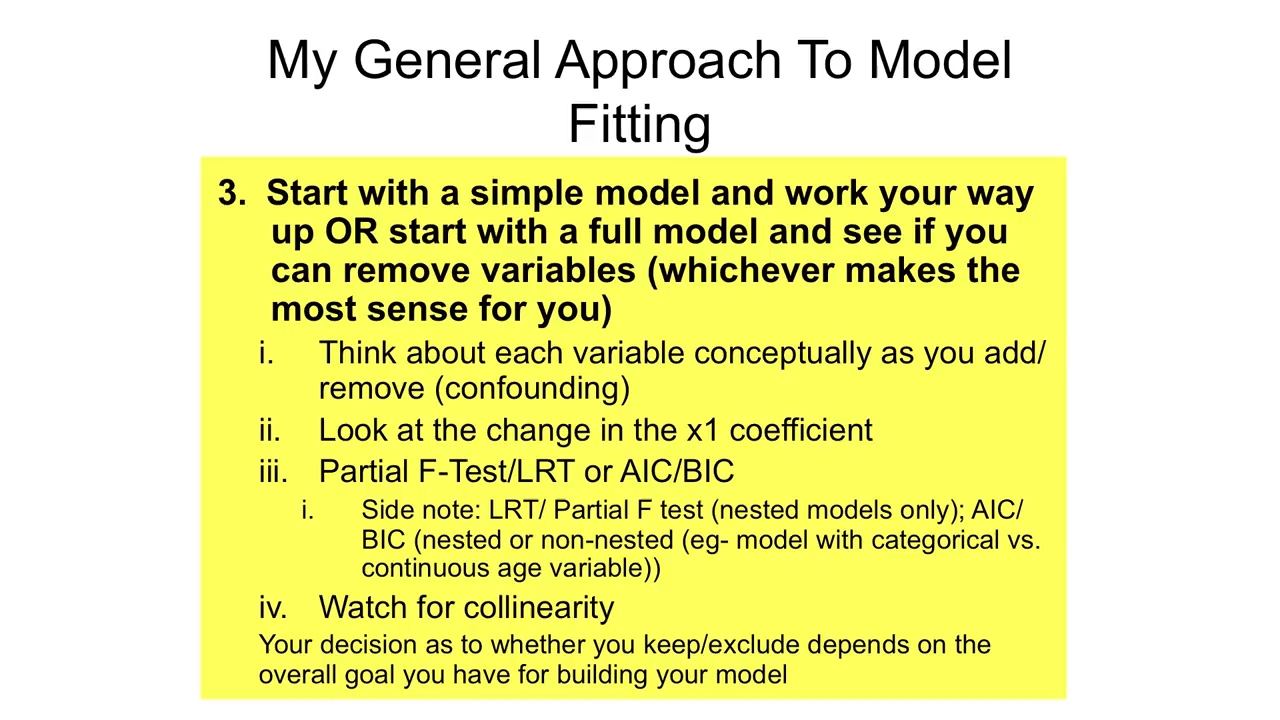 My General Approach To Model
Fitting
3. Start with a simple model and work your way
up OR start with a full model and see if you
can remove variables (whichever makes the
most sense for you)
i. Think about each variable conceptually as you add/
remove (confounding)
ii. Look at the change in the x1 coefficient
iii. Partial F-Test/LRT or AIC/BIC
i. Side note: LRT/ Partial F test (nested models only); AIC/
BIC (nested or non-nested (eg- model with categorical vs.
continuous age variable))
iv. Watch for collinearity
Your decision as to whether you keep/exclude depends on the
overall goal you have for building your model